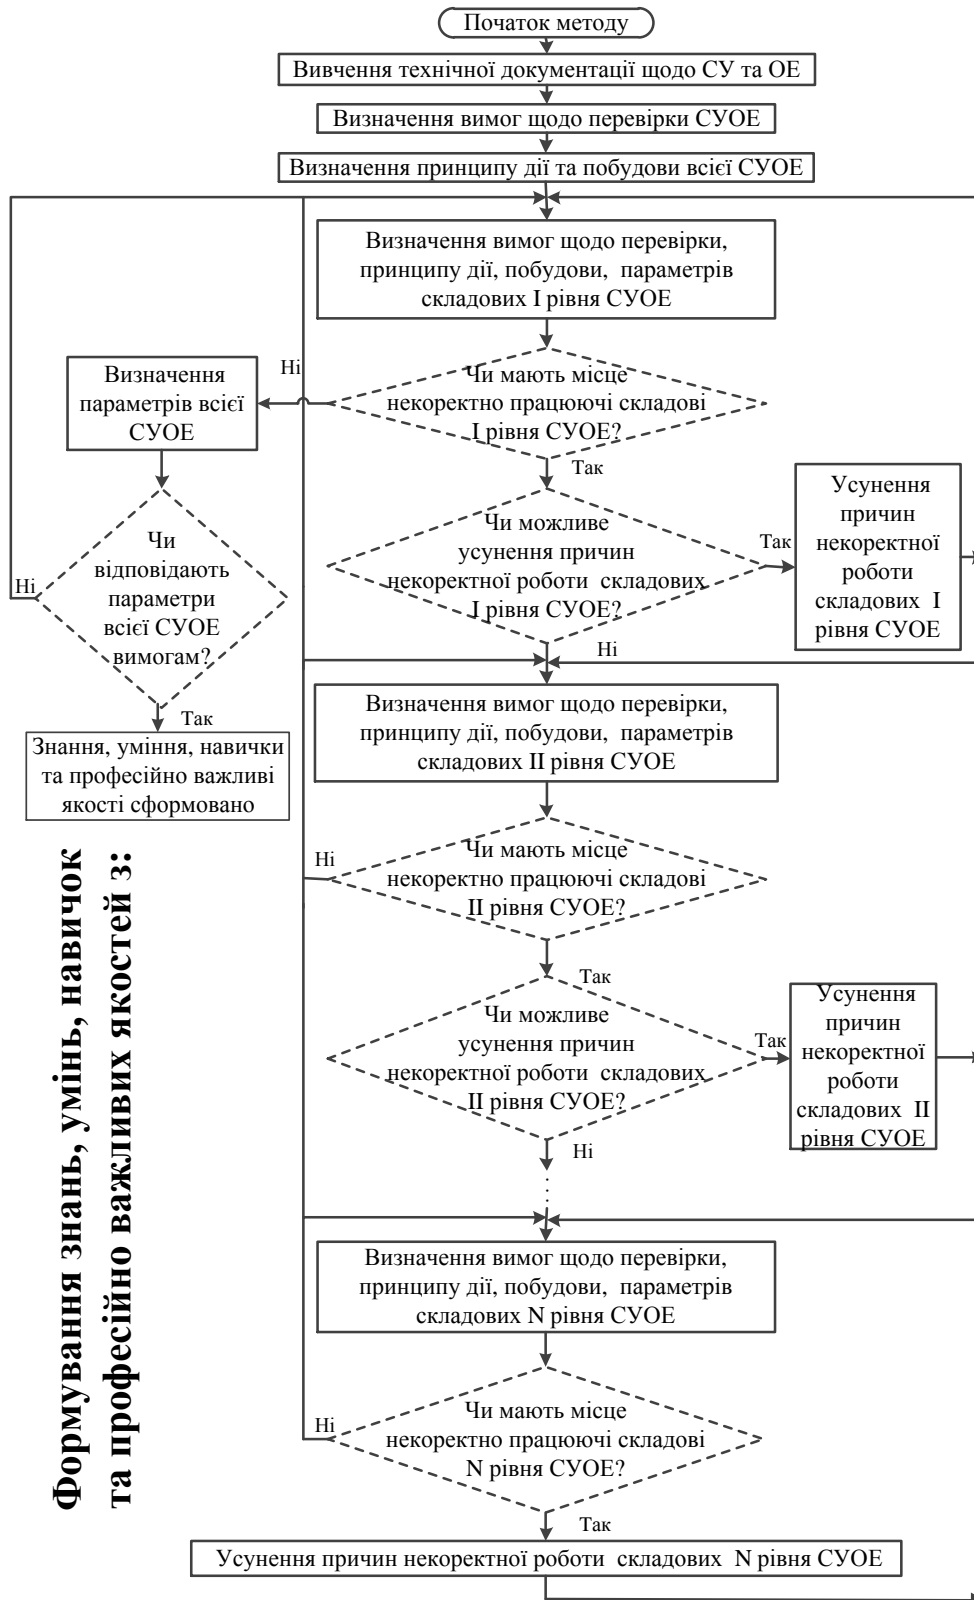 Початок методу
Вивчення технічної документації щодо СУ та ОЕ
Визначення вимог щодо перевірки СУОЕ
Визначення принципу дії та побудови всієї СУОЕ
Визначення вимог щодо перевірки,
принципу дії, побудови, параметрів
складових I рівня СУОЕ
Чи мають місце
некоректно працюючі складові
I рівня СУОЕ?
Ні
Визначення
параметрів всієї
СУОЕ
Так
Чи можливе
усунення причин
некоректної роботи складових
I рівня СУОЕ?
Так
Усунення
причин
некоректної
роботи
складових I
рівня СУОЕ
Ні
Чи
відповідають
параметри
всієї СУОЕ
вимогам?
Ні
Так
Знання, уміння, навички
та професійно важливі
якості сформовано
Визначення вимог щодо перевірки,
принципу дії, побудови, параметрів
складових II рівня СУОЕ
Чи мають місце
некоректно працюючі складові
II рівня СУОЕ?
Ні
Так
Чи можливе
усунення причин
некоректної роботи складових
II рівня СУОЕ?
Так
Усунення
причин
некоректної
роботи
складових II
рівня СУОЕ
Ні
Визначення вимог щодо перевірки,
принципу дії, побудови, параметрів
складових N рівня СУОЕ
Чи мають місце
некоректно працюючі складові
N рівня СУОЕ?
Ні
Так
Усунення причин некоректної роботи складових N рівня СУОЕ
Формування знань, умінь, навичок
та професійно важливих якостей з: